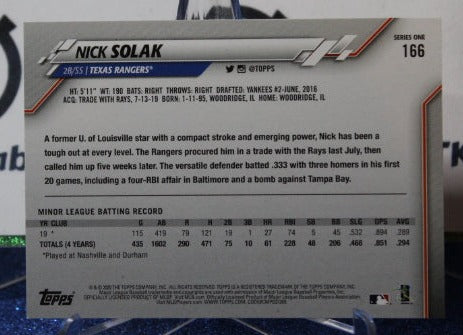 NICK SOLAK
SERIES ONE
166
2B/SS | TEXAS RANGERS®
@TOPPS
HT: 5'11" WT: 190 BATS: RIGHT THROWS: RIGHT DRAFTED: YANKEES #2-JUNE, 2016
ACQ: TRADE WITH RAYS, 7-13-19 BORN: 1-11-95, WOODRIDGE, IL HOME: WOODRIDGE, IL
A former U. of Louisville star with a compact stroke and emerging power, Nick has been a
tough out at every level. The Rangers procured him in a trade with the Rays last July, then
called him up five weeks later. The versatile defender batted .333 with three homers in his first
20 games, including a four-RBI affair in Baltimore and a bomb against Tampa Bay.
MINOR LEAGUE BATTING RECORD
YR CLUB G AB R H 2B 3B HR RBI SB BB SLG OPS AVG
19 * 115 419 79 121 19 1 27 74 5 45 .532 .894 .289
TOTALS (4 YEARS) 435 1602 290 471 75 10 61 228 48 206 .466 .851 .294
*Played at Nashville and Durham
TOPPS